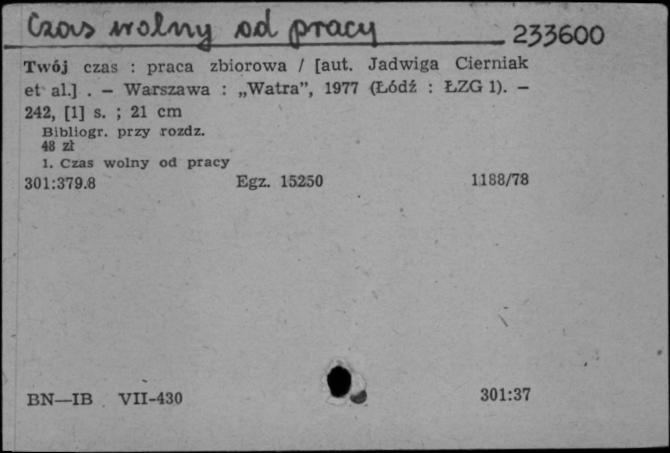 Czas wolny od pracy 233600
Twój czas : praca zbiorowa / [aut. Jadwiga Cierniak
et al.] . — Warszawa : „Watra”, 1977 (Łódź : ŁZG 1). —
242, [1] s. ; 21 cm
Bibliogr. przy rozdz.
48 zł
1. Czas wolny od pracy
301:379.8 Egz. 15250 1188/78
BN—IB VII-430 301:37